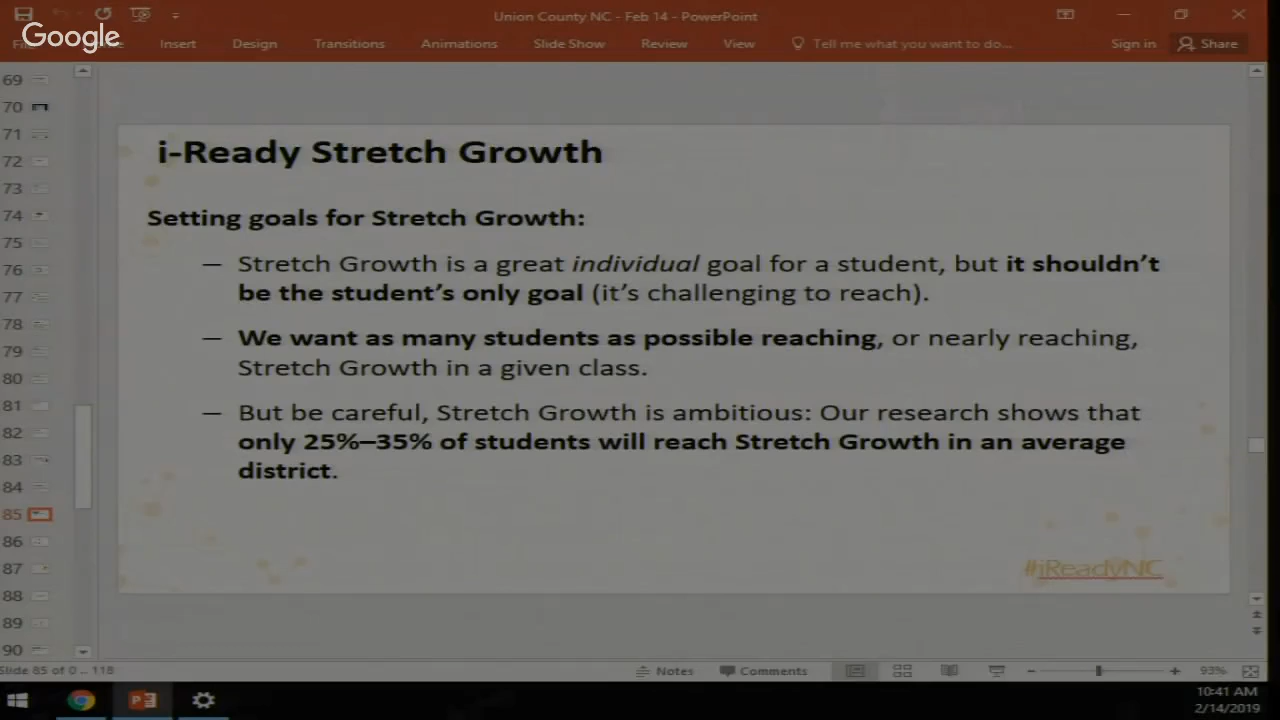 Google
Union County NC - Feb 14 - PowerPoint
Insert Design Transitions Animations Slide Show Review View Tell me what you want to do... Sign in Share
69
70
71
72
73
74
75
76
77
78
79
80
81
82
83
84
85
86
87
88
89
90
i-Ready Stretch Growth
Setting goals for Stretch Growth:
— Stretch Growth is a great individual goal for a student, but it shouldn't
be the student's only goal (it's challenging to reach).
— We want as many students as possible reaching, or nearly reaching,
Stretch Growth in a given class.
— But be careful, Stretch Growth is ambitious: Our research shows that
only 25%–35% of students will reach Stretch Growth in an average
district.
#iReadyNC
Slide 85 of 0 .. 118 Notes Comments 93%
10:41 AM
2/14/2019